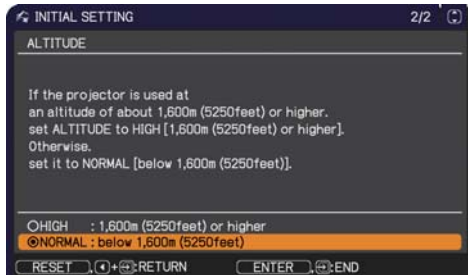 INITIAL SETTING 2/2
ALTITUDE
If the projector is used at
an altitude of about 1,600m (5250feet) or higher.
set ALTITUDE to HIGH [1,600m (5250feet) or higher].
Otherwise.
set it to NORMAL [below 1,600m (5250feet)].
HIGH : 1,600m (5250feet) or higher
NORMAL : below 1,600m (5250feet)
RESET , + :RETURN ENTER , :END